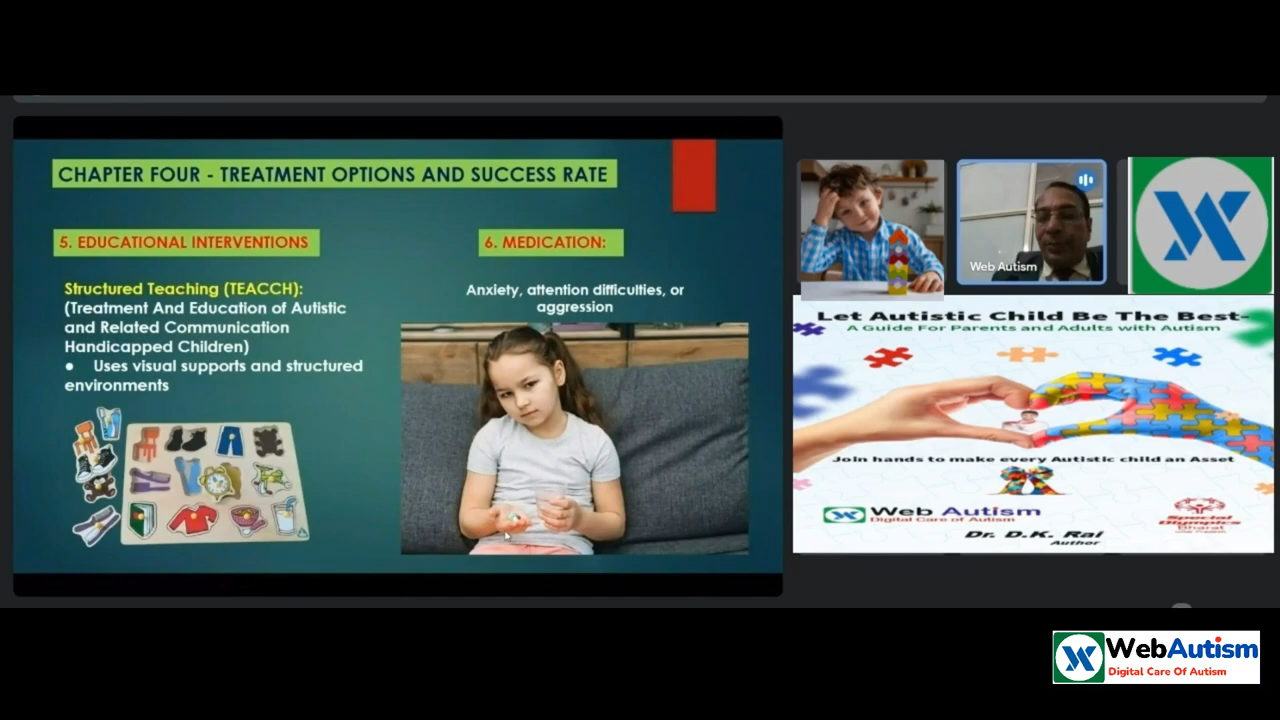 CHAPTER FOUR - TREATMENT OPTIONS AND SUCCESS RATE
5. EDUCATIONAL INTERVENTIONS
Structured Teaching (TEACCH):
(Treatment And Education of Autistic
and Related Communication
Handicapped Children)
● Uses visual supports and structured
environments
6. MEDICATION:
Anxiety, attention difficulties, or
aggression
Web Autism
Let Autistic Child Be The Best-
A Guide For Parents and Adults with Autism
Join hands to make every Autistic child an Asset
Web Autism
Digital Care of Autism
Special
Olympics
Bharat
Dr. D.K. Rai
Author
WebAutism
Digital Care Of Autism